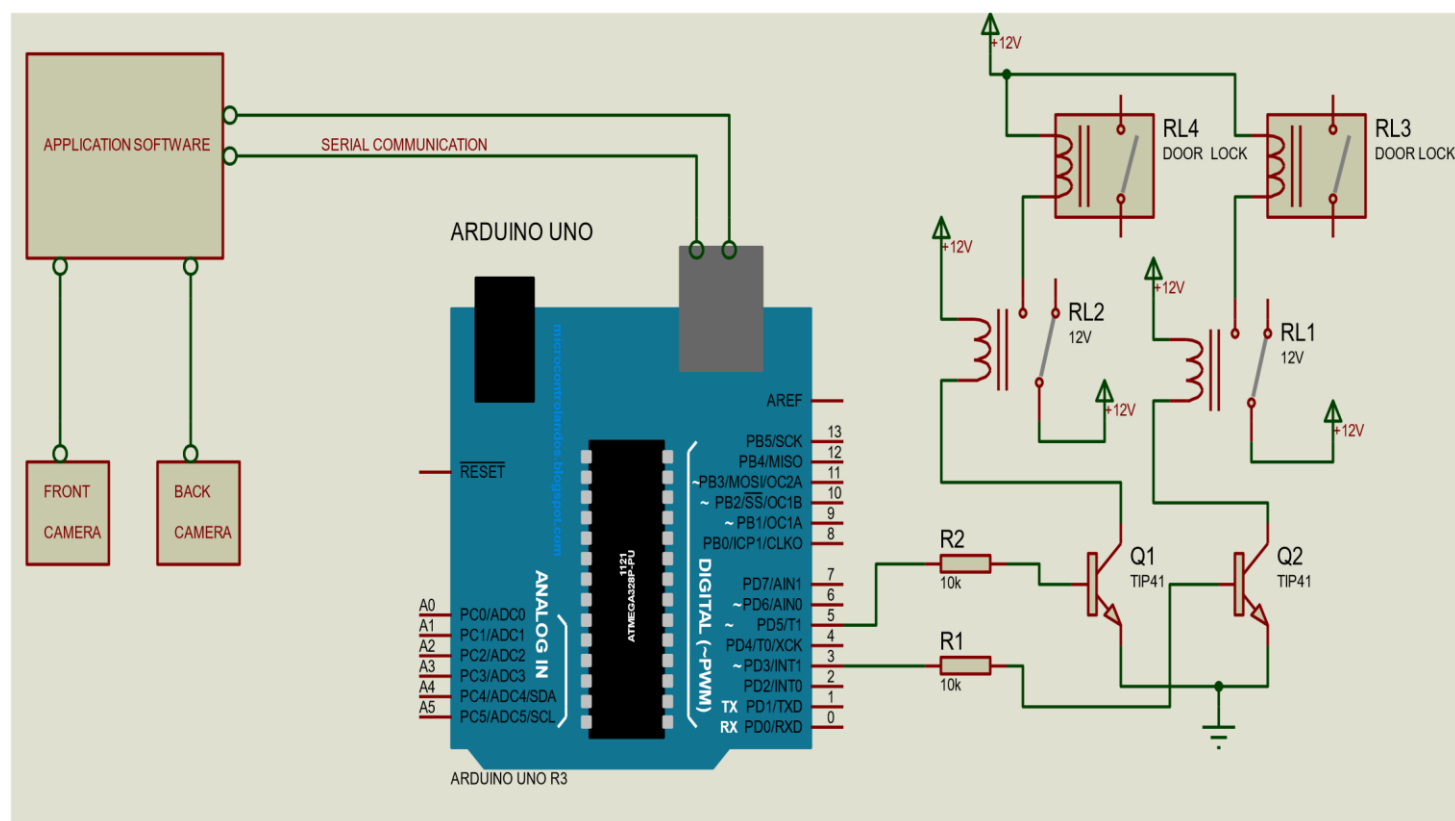 +12V
APPLICATION SOFTWARE
SERIAL COMMUNICATION
RL4
DOOR LOCK
RL3
DOOR LOCK
ARDUINO UNO
+12V
+12V
RL2
12V
RL1
12V
+12V
+12V
microcontrolandos.blogspot.com
AREF
RESET
13
PB5/SCK
12
PB4/MISO
11
~PB3/MOSI/OC2A
10
~ PB2/SS/OC1B
9
~ PB1/OC1A
8
PB0/ICP1/CLKO
7
PD7/AIN1
6
~PD6/AIN0
5
~ PD5/T1
4
PD4/T0/XCK
3
~PD3/INT1
2
PD2/INT0
1
TX PD1/TXD
0
RX PD0/RXD
FRONT
CAMERA
BACK
CAMERA
1121
ATMEGA328P-PU
DIGITAL (~PWM)
ANALOG IN
A0
PC0/ADC0
A1
PC1/ADC1
A2
PC2/ADC2
A3
PC3/ADC3
A4
PC4/ADC4/SDA
A5
PC5/ADC5/SCL
R2
10k
R1
10k
Q1
TIP41
Q2
TIP41
ARDUINO UNO R3